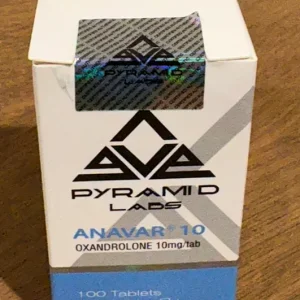 PYRAMID
LABS
PYRAMID
LABS
ANAVAR® 10
OXANDROLONE 10mg/tab
100 Tablets